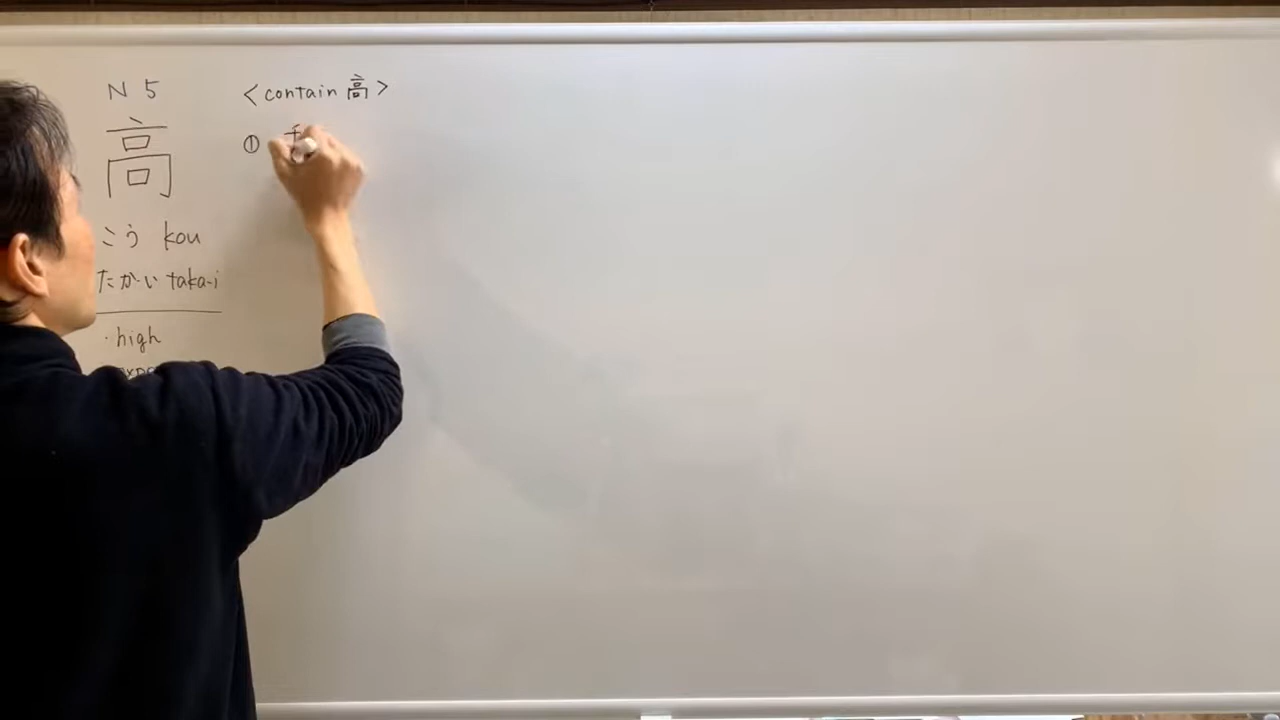 N5
高
こう kou
たかい taka-i
・high
<contain 高>
①